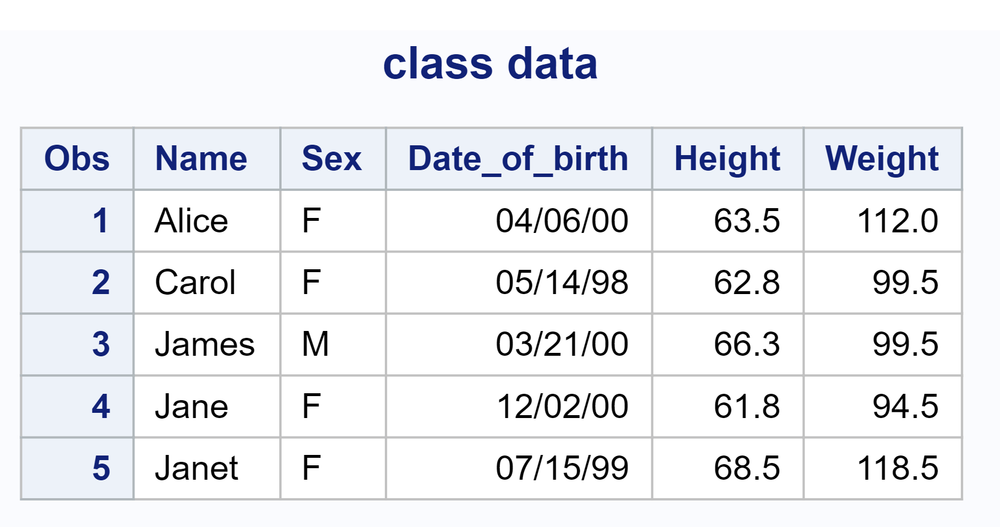 class data
Obs Name Sex Date_of_birth Height Weight
1 Alice F 04/06/00 63.5 112.0
2 Carol F 05/14/98 62.8 99.5
3 James M 03/21/00 66.3 99.5
4 Jane F 12/02/00 61.8 94.5
5 Janet F 07/15/99 68.5 118.5